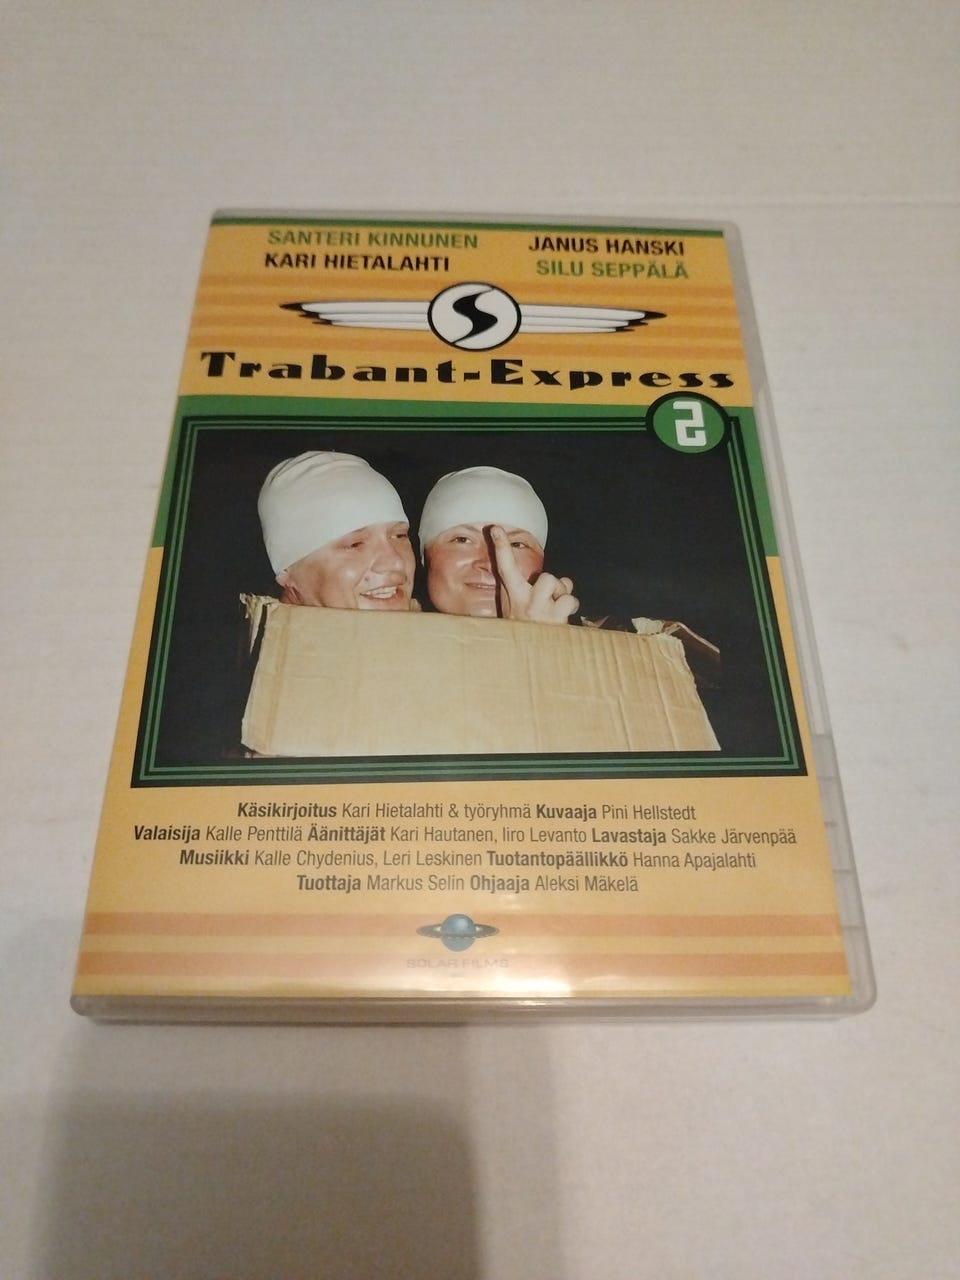 SANTERI KINNUNEN JANUS HANSKI
KARI HIETALAHTI SILU SEPPÄLÄ
S
Trabant-Express
2
Käsikirjoitus Kari Hietalahti & työryhmä Kuvaaja Pini Hellstedt
Valaisija Kalle Penttilä Äänittäjät Kari Hautanen, Iiro Levanto Lavastaja Sakke Järvenpää
Musiikki Kalle Chydenius, Leri Leskinen Tuotantopäällikkö Hanna Apajalahti
Tuottaja Markus Selin Ohjaaja Aleksi Mäkelä
SOLAR FILMS